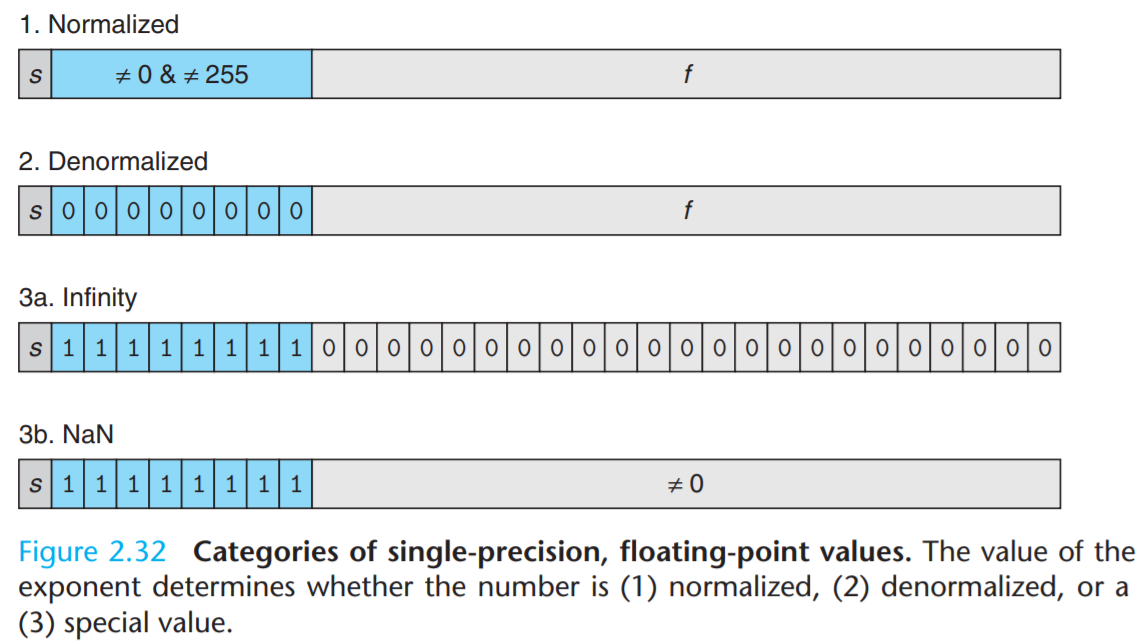 1. Normalized
s ≠ 0 & ≠ 255 f
2. Denormalized
s 0 0 0 0 0 0 0 0 f
3a. Infinity
s 1 1 1 1 1 1 1 1 0 0 0 0 0 0 0 0 0 0 0 0 0 0 0 0 0 0 0 0 0 0 0
3b. NaN
s 1 1 1 1 1 1 1 1 ≠ 0
Figure 2.32 Categories of single-precision, floating-point values. The value of the
exponent determines whether the number is (1) normalized, (2) denormalized, or a
(3) special value.